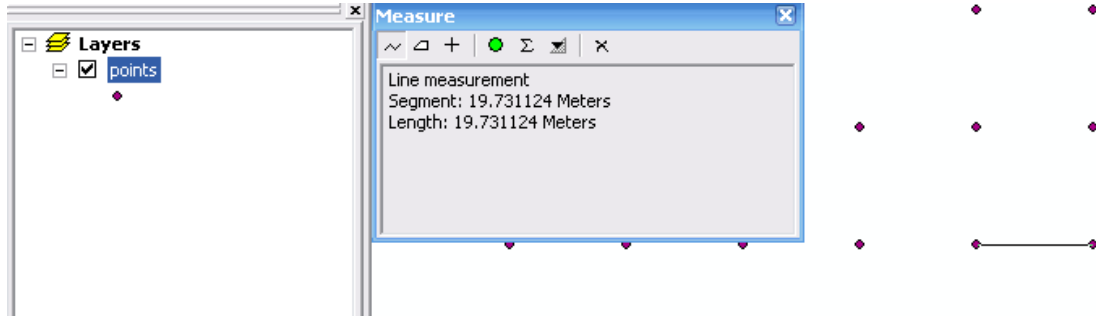 Layers
points
Measure
Line measurement
Segment: 19.731124 Meters
Length: 19.731124 Meters